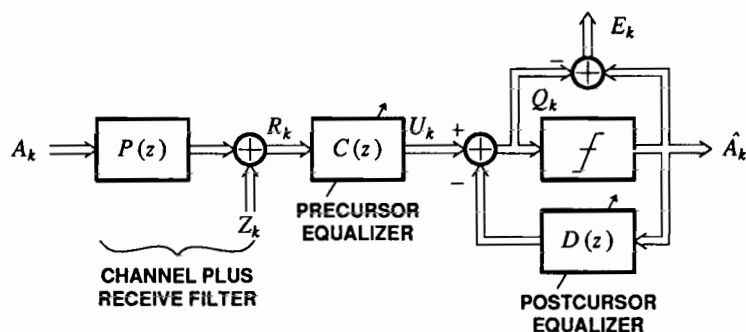 E_k
−
Q_k
A_k
P(z)
R_k
C(z)
U_k
+
Â_k
−
Z_k
PRECURSOR
EQUALIZER
D(z)
CHANNEL PLUS
RECEIVE FILTER
POSTCURSOR
EQUALIZER